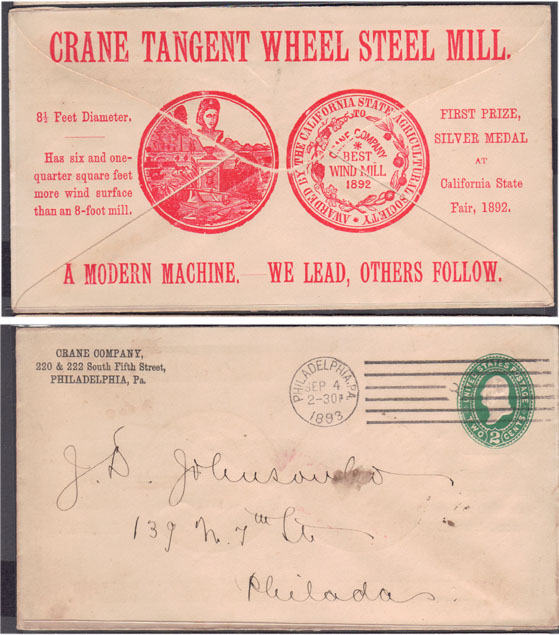 CRANE TANGENT WHEEL STEEL MILL.
8½ Feet Diameter.
Has six and one-
quarter square feet
more wind surface
than an 8-foot mill.
AWARDED BY THE CALIFORNIA STATE AGRICULTURAL SOCIETY
TO
CRANE COMPANY
*
BEST
WIND MILL
1892
FIRST PRIZE,
SILVER MEDAL
AT
California State
Fair, 1892.
A MODERN MACHINE. WE LEAD, OTHERS FOLLOW.
CRANE COMPANY,
220 & 222 South Fifth Street,
PHILADELPHIA, Pa.
PHILADELPHIA, PA.
SEP 4
2-30P
1893
UNITED STATES POSTAGE
TWO 2 CENTS
J. D. Johnson & Co
139 N. 7th St
Philada